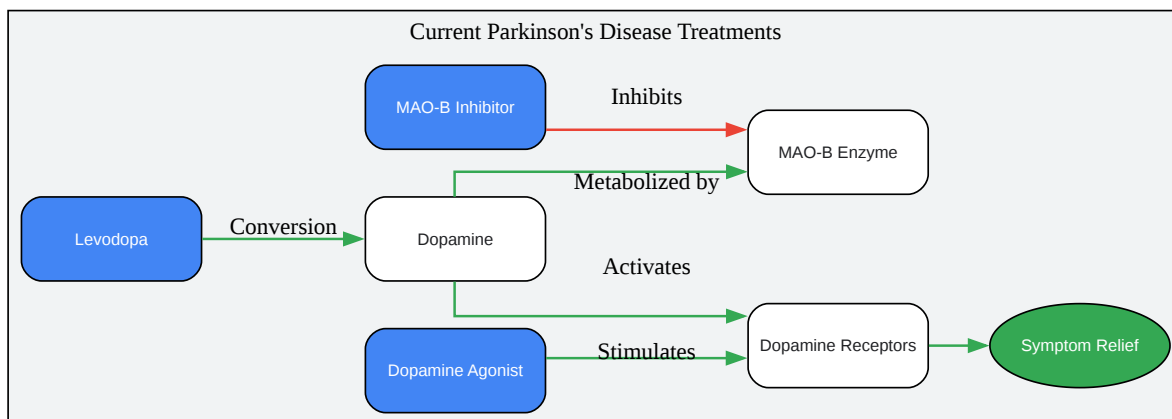 Current Parkinson's Disease Treatments
MAO-B Inhibitor
Inhibits
MAO-B Enzyme
Metabolized by
Levodopa
Conversion
Dopamine
Activates
Dopamine Agonist
Stimulates
Dopamine Receptors
Symptom Relief